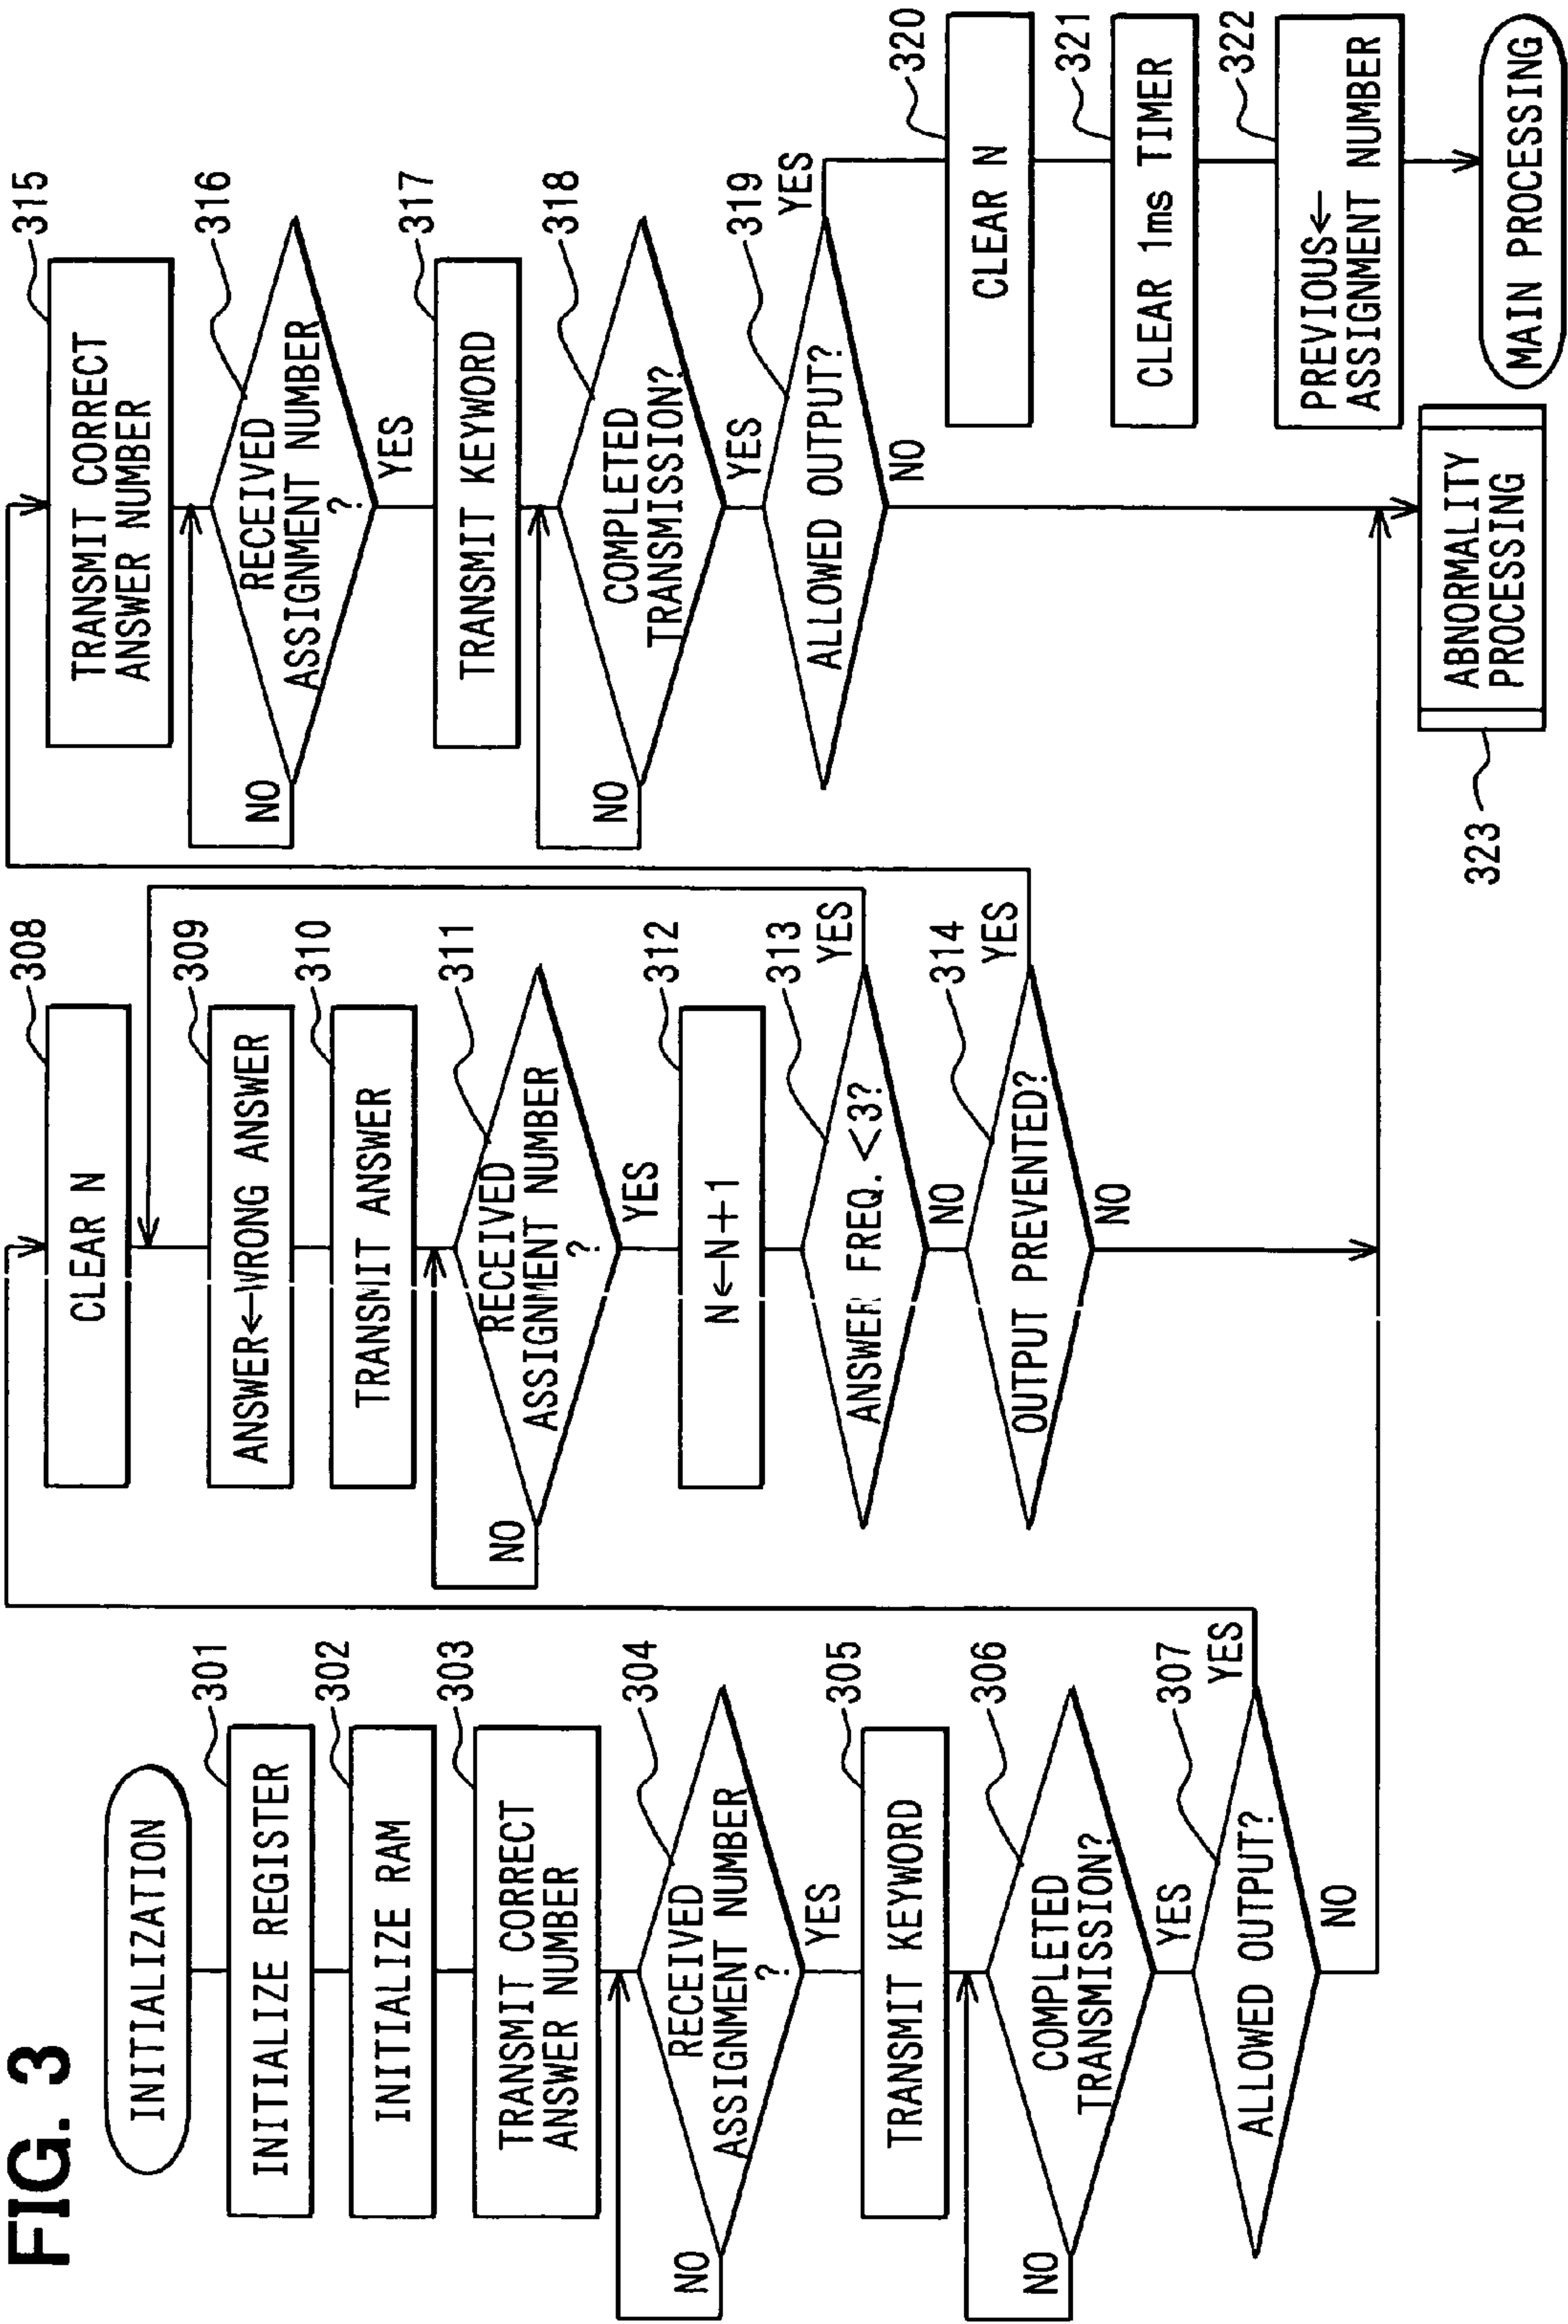 FIG. 3
INITIALIZATION
301
INITIALIZE REGISTER
302
INITIALIZE RAM
303
TRANSMIT CORRECT
ANSWER NUMBER
304
RECEIVED
ASSIGNMENT NUMBER
?
NO
YES
305
TRANSMIT KEYWORD
306
COMPLETED
TRANSMISSION?
NO
YES
307
ALLOWED OUTPUT?
YES
NO
308
CLEAR N
309
ANSWER←WRONG ANSWER
310
TRANSMIT ANSWER
311
RECEIVED
ASSIGNMENT NUMBER
?
NO
YES
312
N←N+1
313
ANSWER FREQ. <3?
YES
NO
314
OUTPUT PREVENTED?
YES
NO
315
TRANSMIT CORRECT
ANSWER NUMBER
316
RECEIVED
ASSIGNMENT NUMBER
?
NO
YES
317
TRANSMIT KEYWORD
318
COMPLETED
TRANSMISSION?
NO
YES
319
ALLOWED OUTPUT?
YES
NO
320
CLEAR N
321
CLEAR 1ms TIMER
322
PREVIOUS←
ASSIGNMENT NUMBER
MAIN PROCESSING
323
ABNORMALITY
PROCESSING